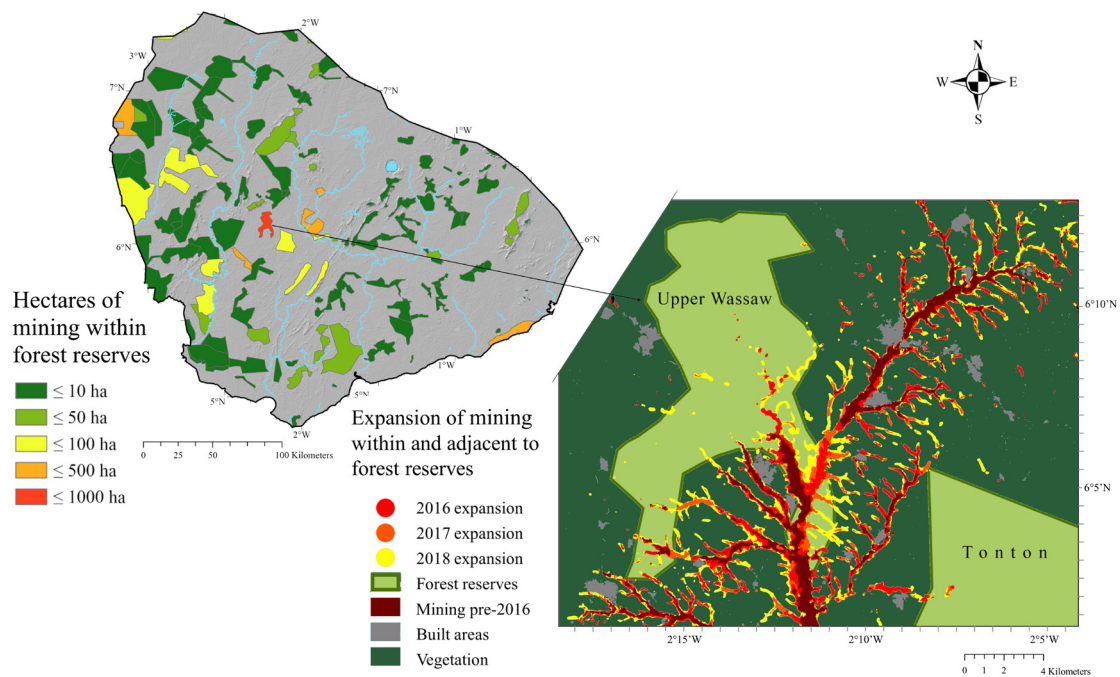 2°W
3°W
7°N
7°N
1°W
6°N
6°N
1°W
5°N
5°N
2°W
Hectares of
mining within
forest reserves
≤ 10 ha
≤ 50 ha
≤ 100 ha
≤ 500 ha
≤ 1000 ha
0 25 50 100 Kilometers
Expansion of mining
within and adjacent to
forest reserves
2016 expansion
2017 expansion
2018 expansion
Forest reserves
Mining pre-2016
Built areas
Vegetation
N
W E
S
Upper Wassaw
Tonton
6°10'N
6°5'N
2°15'W 2°10'W 2°5'W
0 1 2 4 Kilometers